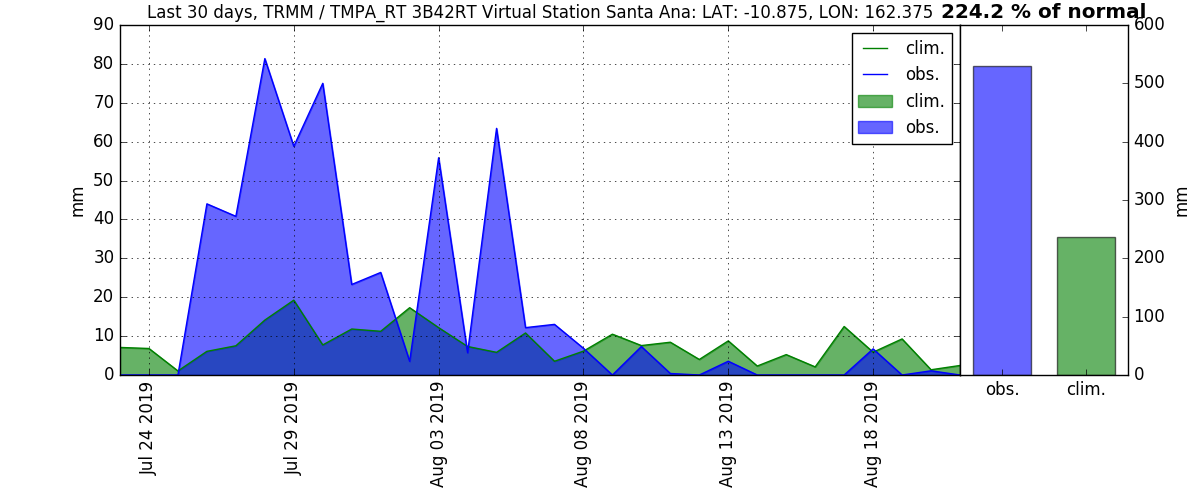 Last 30 days, TRMM / TMPA_RT 3B42RT Virtual Station Santa Ana: LAT: -10.875, LON: 162.375 224.2 % of normal
90
80
70
60
50
40
30
20
10
0
mm
clim.
obs.
clim.
obs.
Jul 24 2019
Jul 29 2019
Aug 03 2019
Aug 08 2019
Aug 13 2019
Aug 18 2019
600
500
400
300
200
100
0
mm
obs. clim.